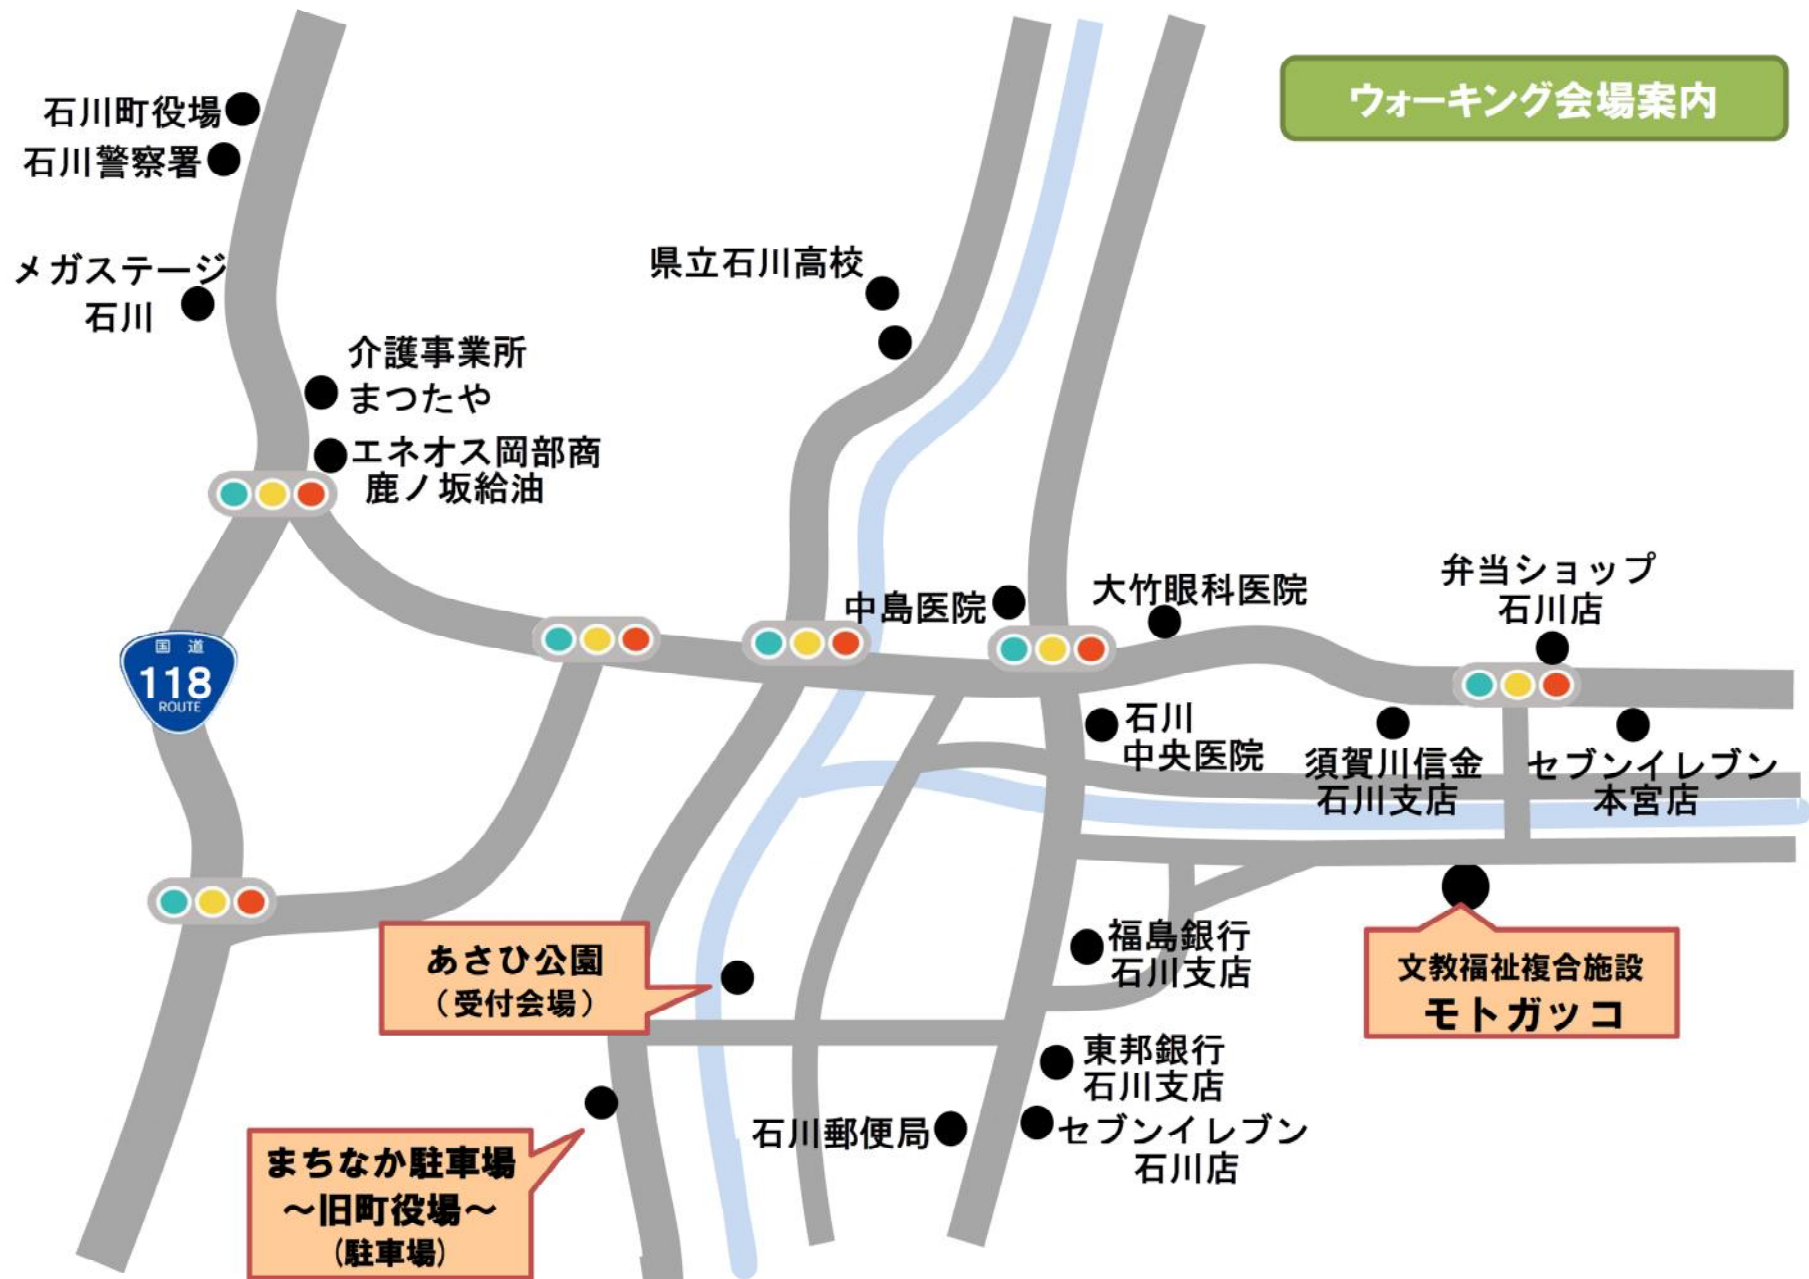 ウォーキング会場案内
石川町役場
石川警察署
メガステージ
石川
県立石川高校
介護事業所
まつたや
エネオス岡部商
鹿ノ坂給油
国道
118
ROUTE
中島医院
大竹眼科医院
弁当ショップ
石川店
石川
中央医院
須賀川信金
石川支店
セブンイレブン
本宮店
あさひ公園
（受付会場）
福島銀行
石川支店
文教福祉複合施設
モトガッコ
東邦銀行
石川支店
石川郵便局
セブンイレブン
石川店
まちなか駐車場
～旧町役場～
(駐車場)